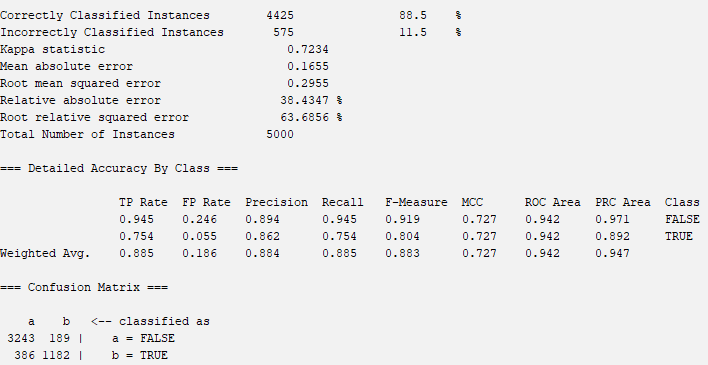 Correctly Classified Instances 4425 88.5 %
Incorrectly Classified Instances 575 11.5 %
Kappa statistic 0.7234
Mean absolute error 0.1655
Root mean squared error 0.2955
Relative absolute error 38.4347 %
Root relative squared error 63.6856 %
Total Number of Instances 5000
=== Detailed Accuracy By Class ===
TP Rate FP Rate Precision Recall F-Measure MCC ROC Area PRC Area Class
0.945 0.246 0.894 0.945 0.919 0.727 0.942 0.971 FALSE
0.754 0.055 0.862 0.754 0.804 0.727 0.942 0.892 TRUE
Weighted Avg. 0.885 0.186 0.884 0.885 0.883 0.727 0.942 0.947
=== Confusion Matrix ===
a b <-- classified as
3243 189 | a = FALSE
386 1182 | b = TRUE